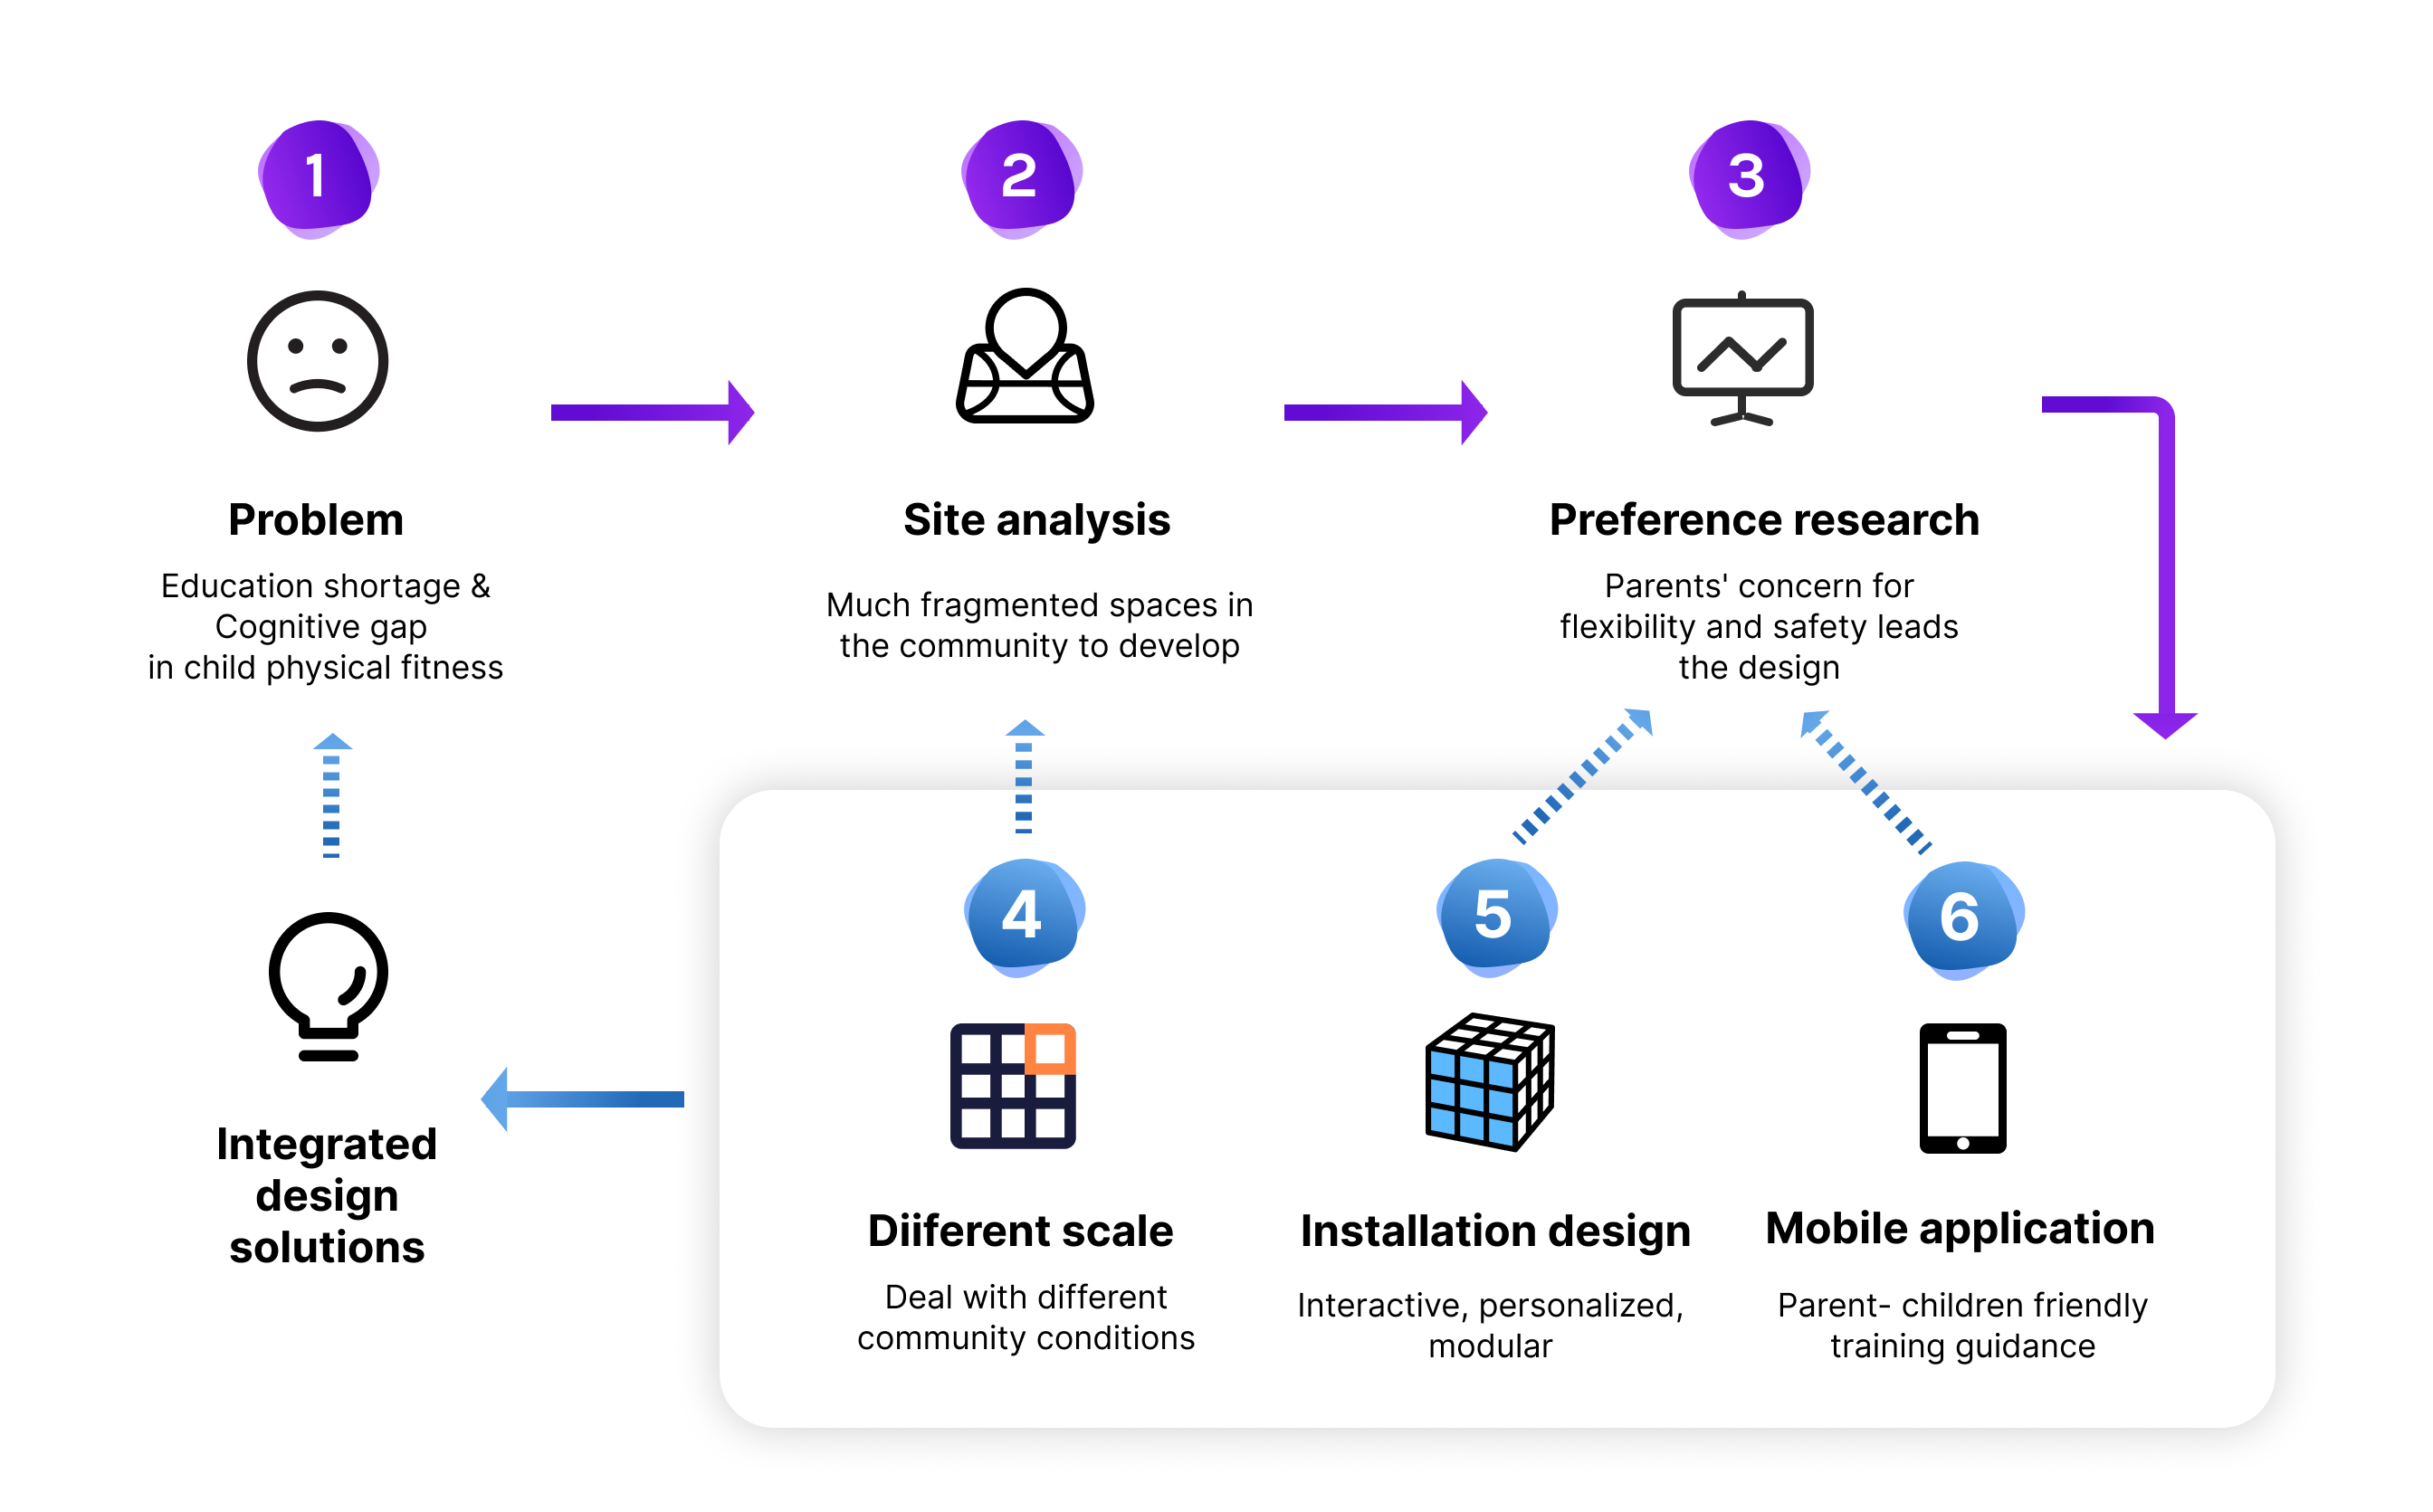 1
Problem
Education shortage &
Cognitive gap
in child physical fitness
2
Site analysis
Much fragmented spaces in
the community to develop
3
Preference research
Parents' concern for
flexibility and safety leads
the design
4
Diiferent scale
Deal with different
community conditions
5
Installation design
Interactive, personalized,
modular
6
Mobile application
Parent- children friendly
training guidance
Integrated
design
solutions